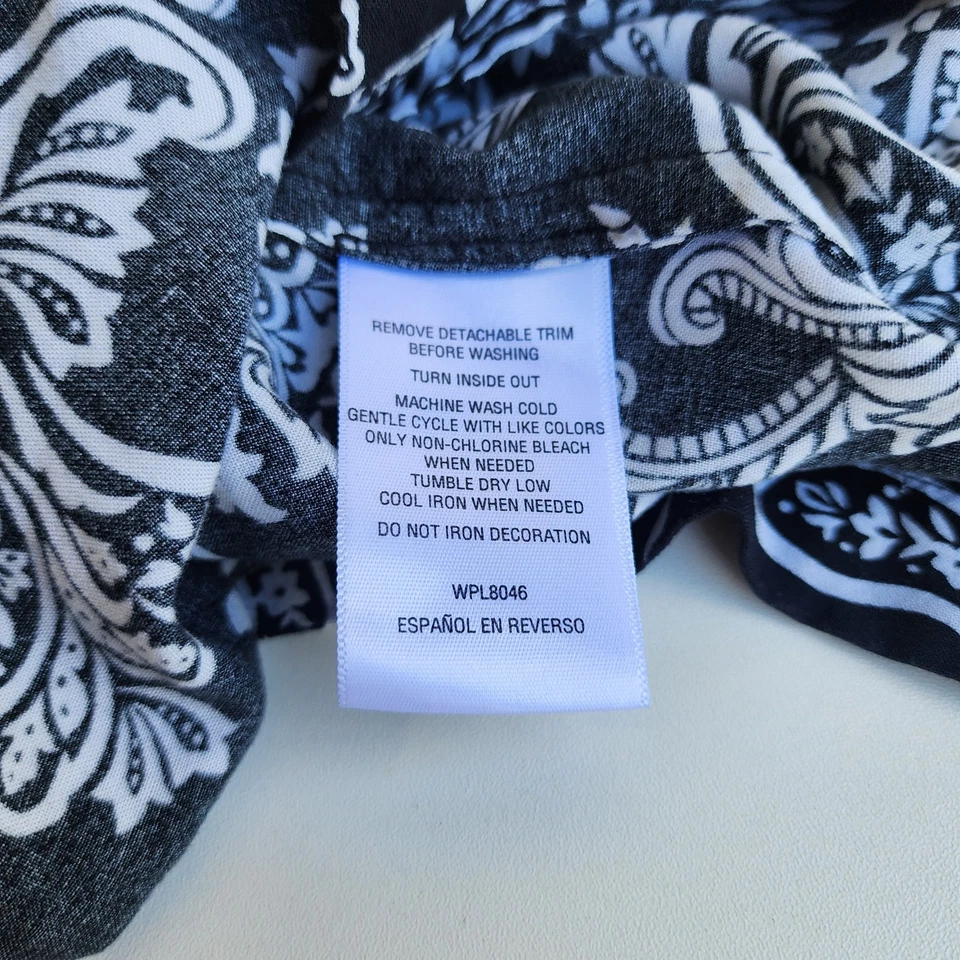 REMOVE DETACHABLE TRIM
BEFORE WASHING
TURN INSIDE OUT
MACHINE WASH COLD
GENTLE CYCLE WITH LIKE COLORS
ONLY NON-CHLORINE BLEACH
WHEN NEEDED
TUMBLE DRY LOW
COOL IRON WHEN NEEDED
DO NOT IRON DECORATION
WPL8046
ESPAÑOL EN REVERSO